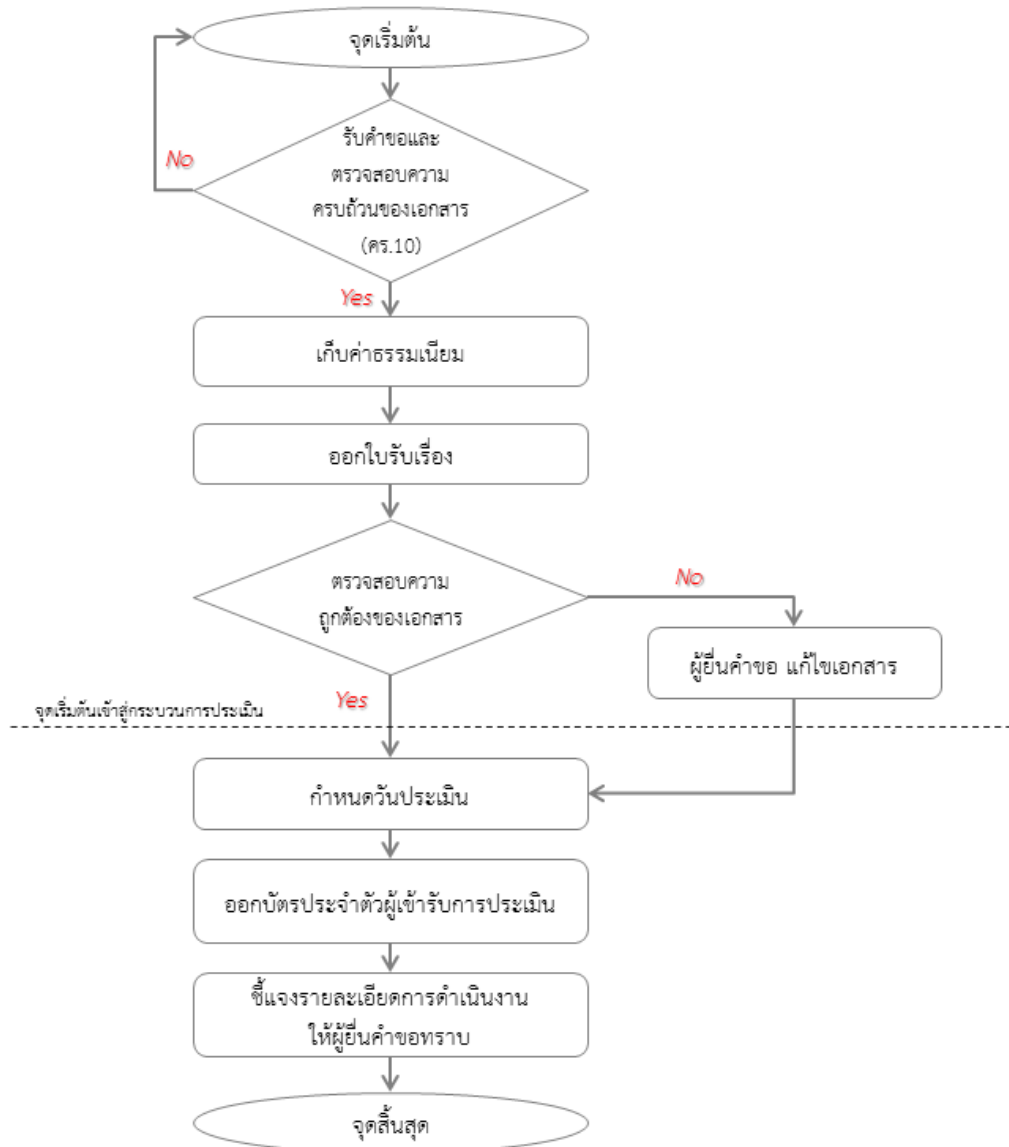 จุดเริ่มต้น
รับคำขอและ
ตรวจสอบความ
ครบถ้วนของเอกสาร
(คร.10)
No
Yes
เก็บค่าธรรมเนียม
ออกใบรับเรื่อง
ตรวจสอบความ
ถูกต้องของเอกสาร
No
ผู้ยื่นคำขอ แก้ไขเอกสาร
Yes
จุดเริ่มต้นเข้าสู่กระบวนการประเมิน
กำหนดวันประเมิน
ออกบัตรประจำตัวผู้เข้ารับการประเมิน
ชี้แจงรายละเอียดการดำเนินงาน
ให้ผู้ยื่นคำขอทราบ
จุดสิ้นสุด